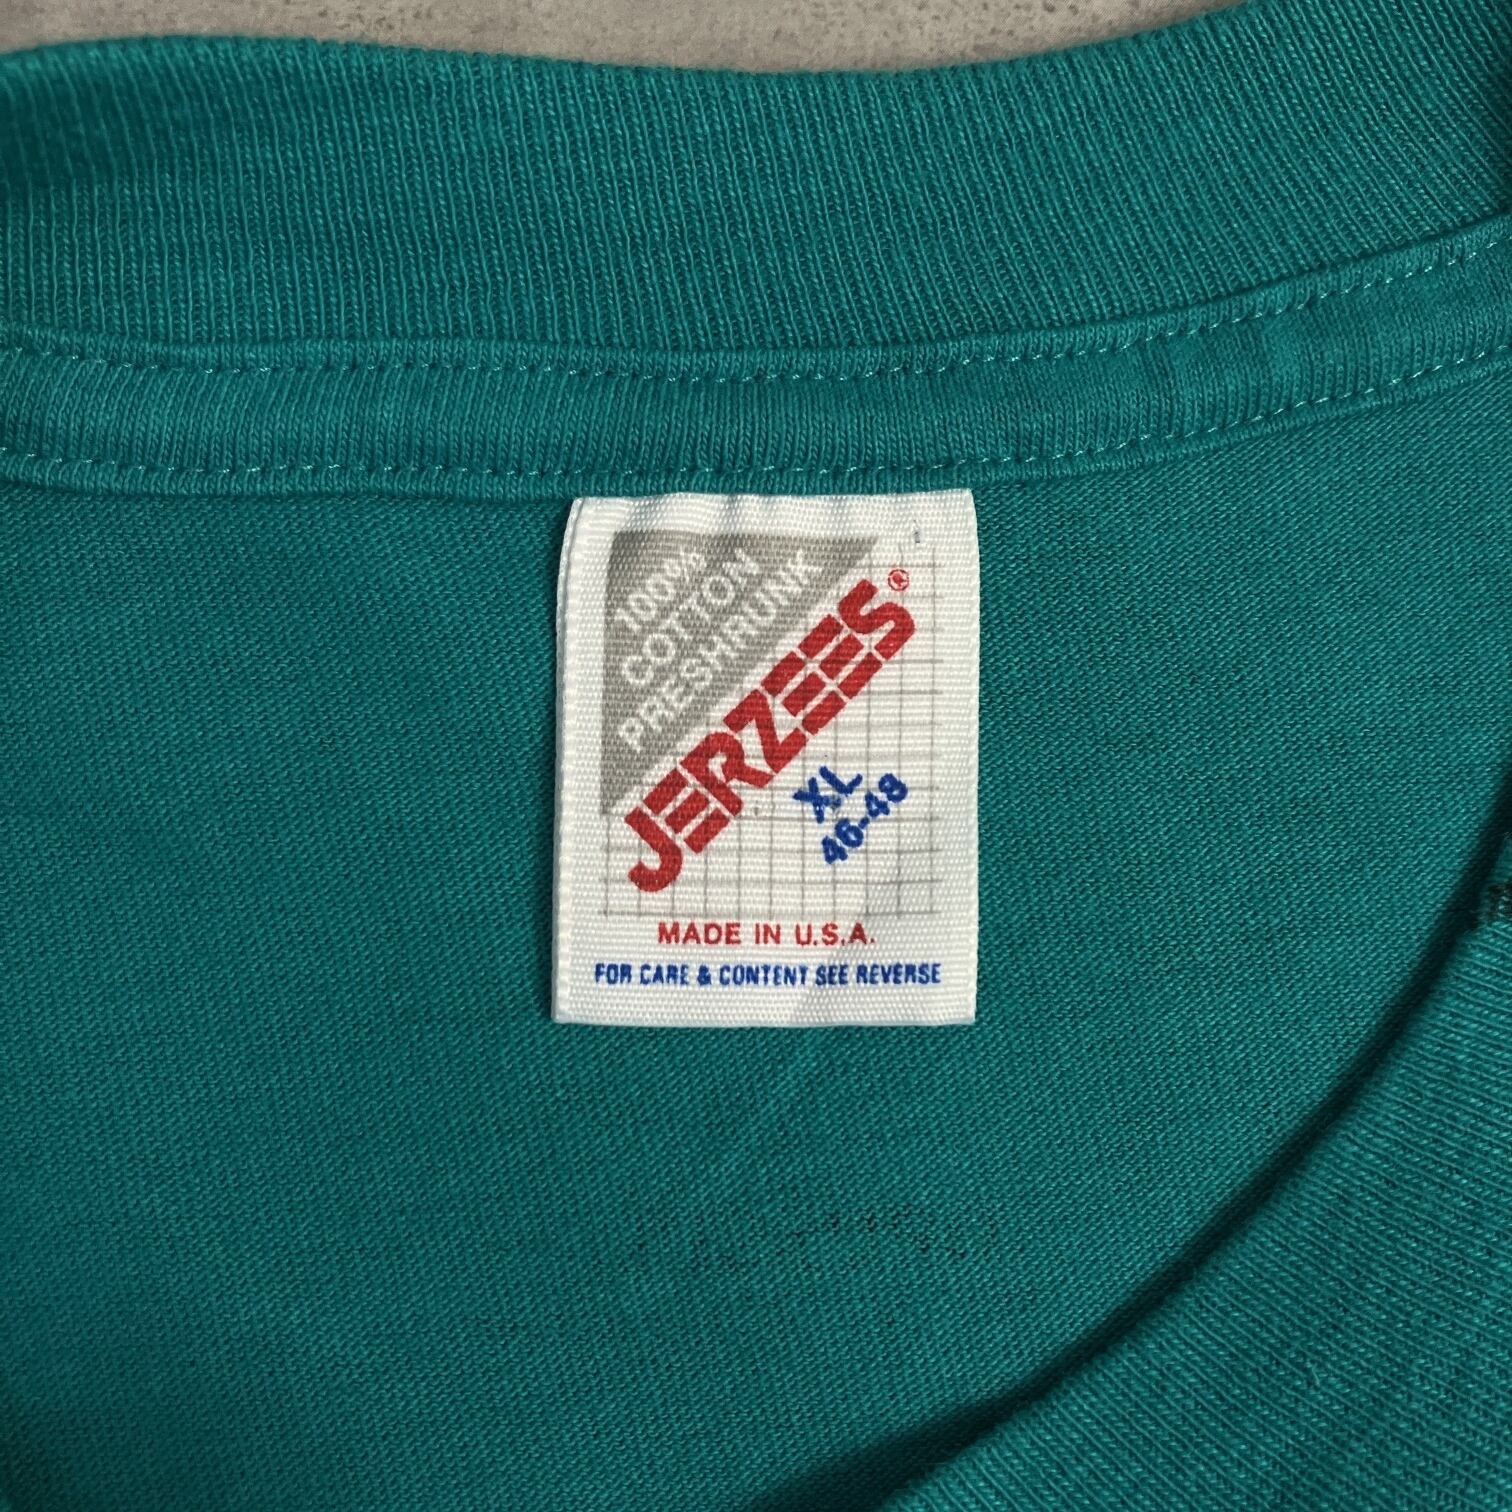 100%
COTTON
PRESHRUNK
JERZEES®
XL
46-48
MADE IN U.S.A.
FOR CARE & CONTENT SEE REVERSE